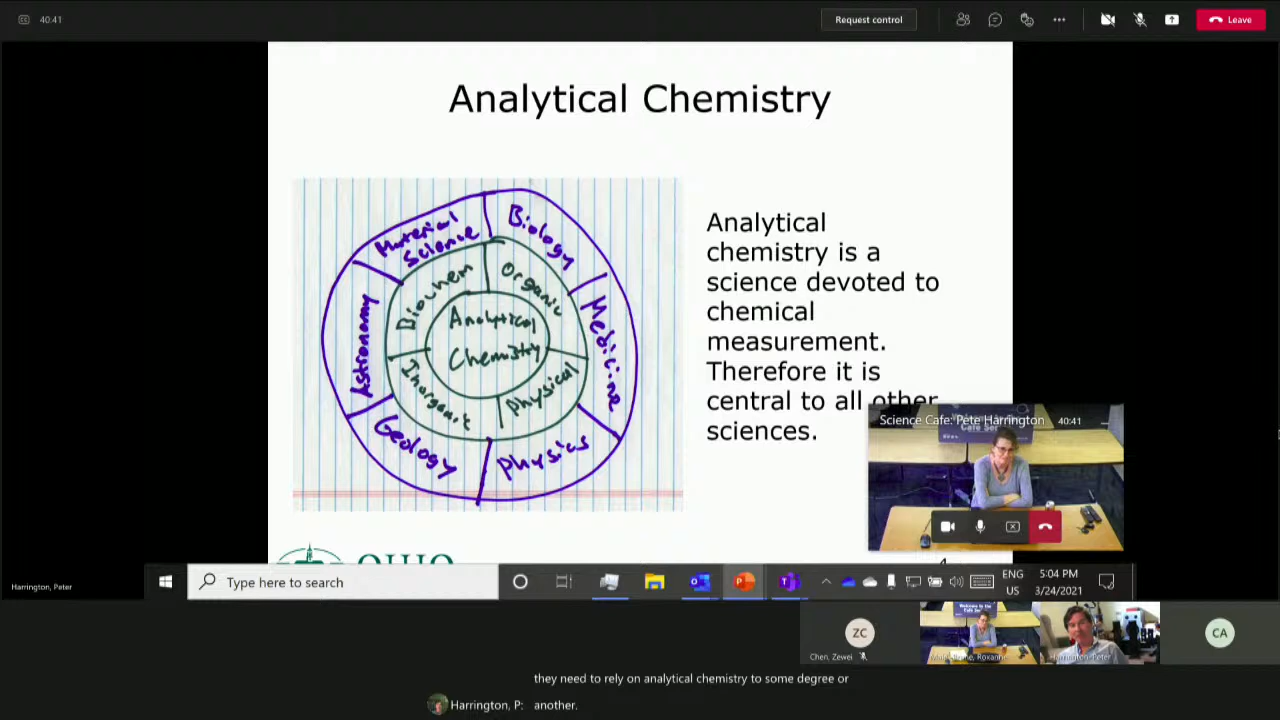 40:41
Request control
Leave
Analytical Chemistry
Material
Science
Biology
Medicine
Physics
Geology
Astronomy
Biochem
Organic
Physical
Inorganic
Analytical
Chemistry
Analytical
chemistry is a
science devoted to
chemical
measurement.
Therefore it is
central to all other
sciences.
Science Cafe: Pete Harrington 40:41
OHIO
Harrington, Peter
Type here to search
ENG
US
5:04 PM
3/24/2021
ZC
Chen, Zewei
Roxanne
Harrington, Peter
CA
they need to rely on analytical chemistry to some degree or
Harrington, P: another.